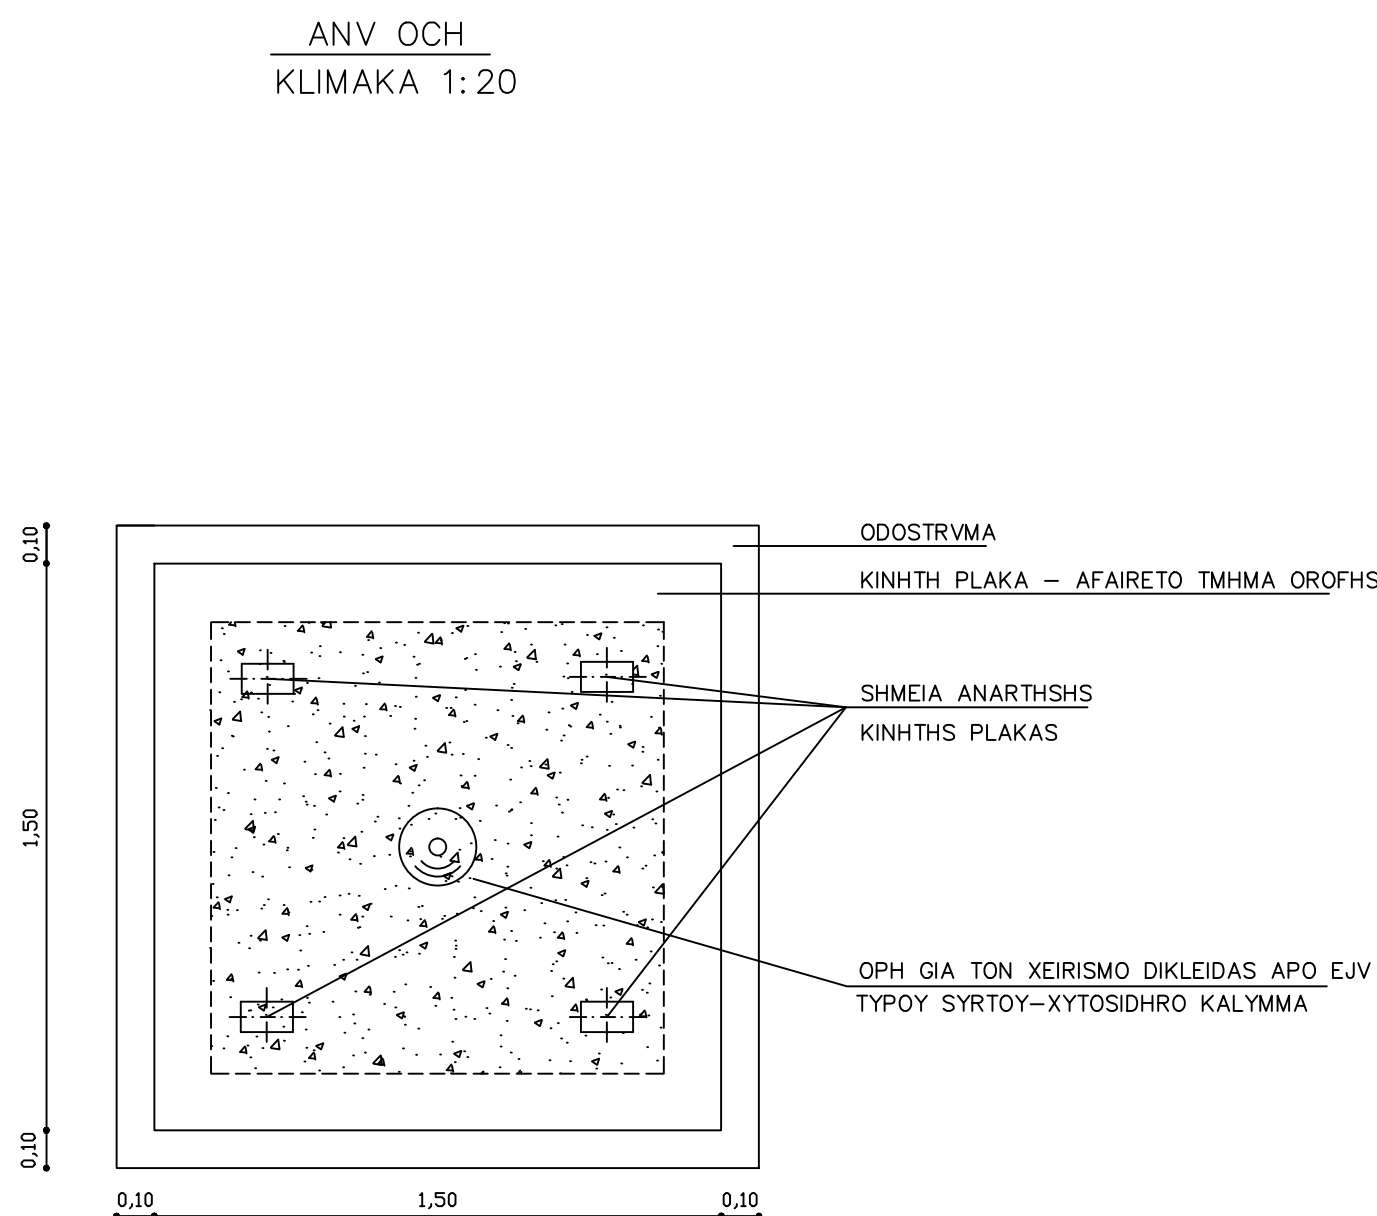 ANV OCH
KLIMAKA 1:20
0,10
ODOSTRVMA
KINHTH PLAKA – AFAIRETO TMHMA OROFHS
SHMEIA ANARTHSHS
KINHTHS PLAKAS
1,50
OPH GIA TON XEIRISMO DIKLEIDAS APO EJV
TYPOY SYRTOY–XYTOSIDHRO KALYMMA
0,10
0,10 1,50 0,10